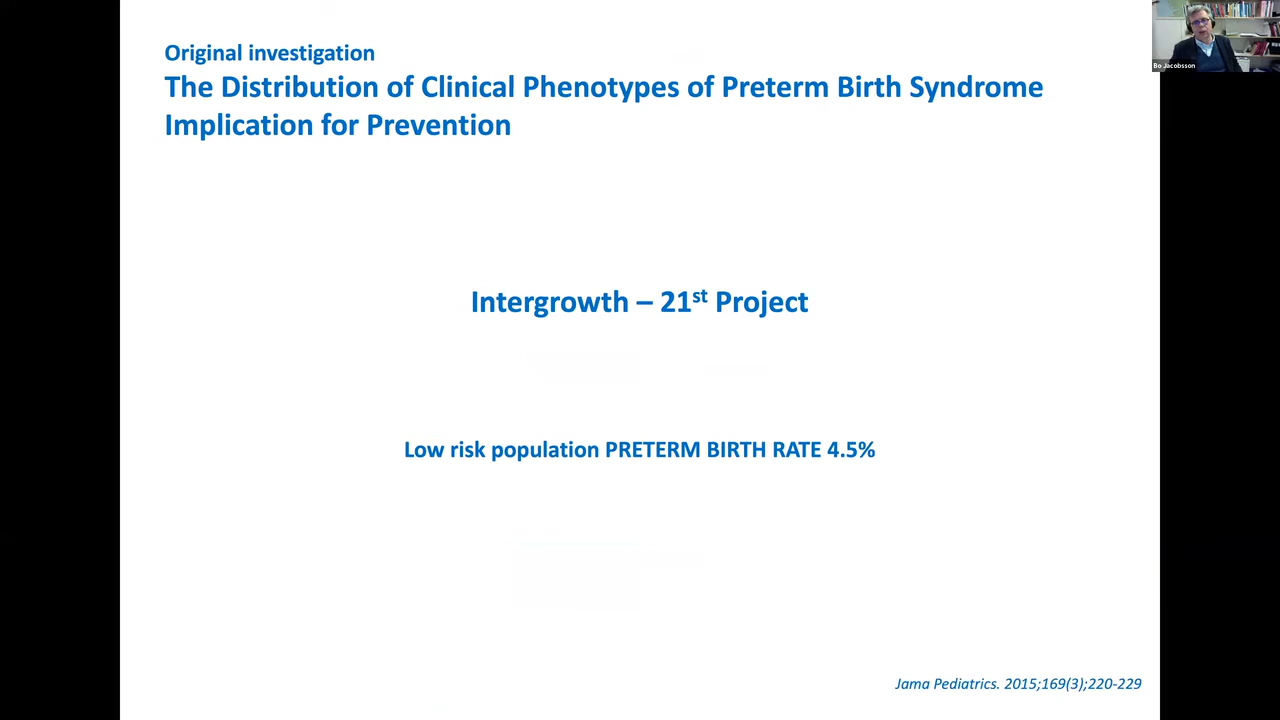 Original investigation
The Distribution of Clinical Phenotypes of Preterm Birth Syndrome
Implication for Prevention
Bo Jacobsson
Intergrowth – 21st Project
Low risk population PRETERM BIRTH RATE 4.5%
Jama Pediatrics. 2015;169(3);220-229